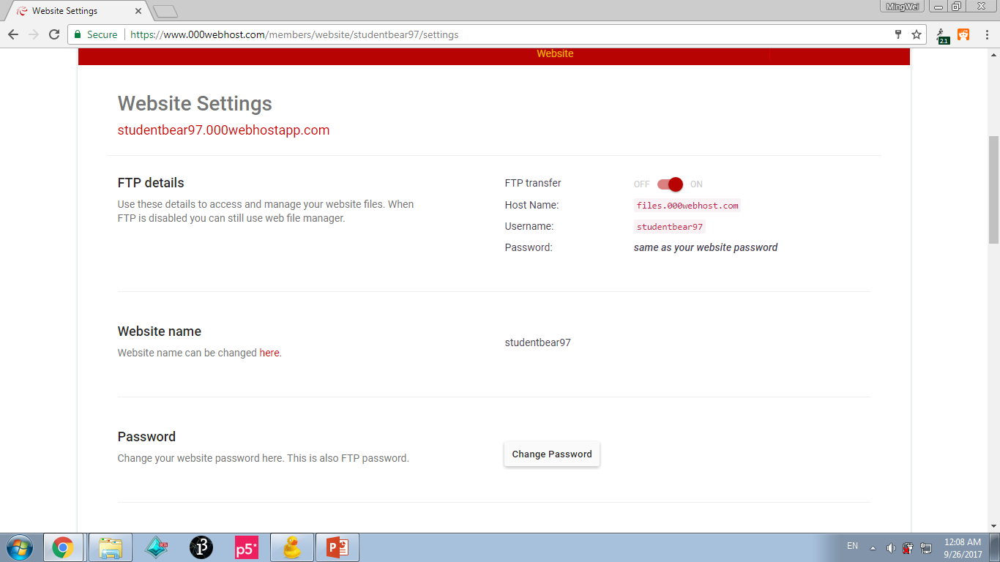 Website Settings
MingWei
Secure
https://www.000webhost.com/members/website/studentbear97/settings
2.1
Website
Website Settings
studentbear97.000webhostapp.com
FTP details
Use these details to access and manage your website files. When
FTP is disabled you can still use web file manager.
FTP transfer
OFF ON
Host Name: files.000webhost.com
Username: studentbear97
Password: same as your website password
Website name
Website name can be changed here.
studentbear97
Password
Change your website password here. This is also FTP password.
Change Password
p5*
EN
12:08 AM
9/26/2017